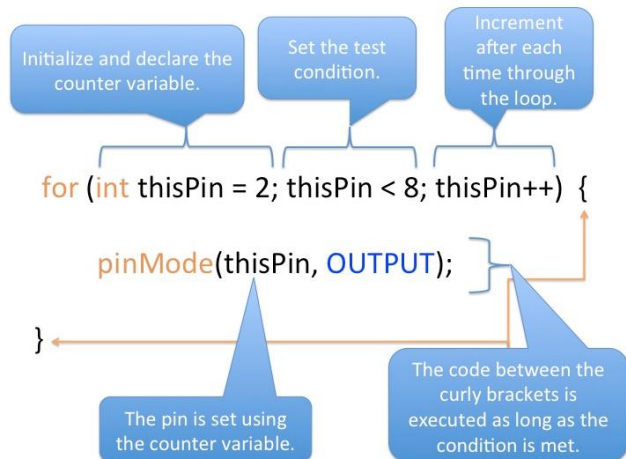 Initialize and declare the
counter variable.
Set the test
condition.
Increment
after each
time through
the loop.
for (int thisPin = 2; thisPin < 8; thisPin++) {
pinMode(thisPin, OUTPUT);
}
The pin is set using
the counter variable.
The code between the
curly brackets is
executed as long as the
condition is met.